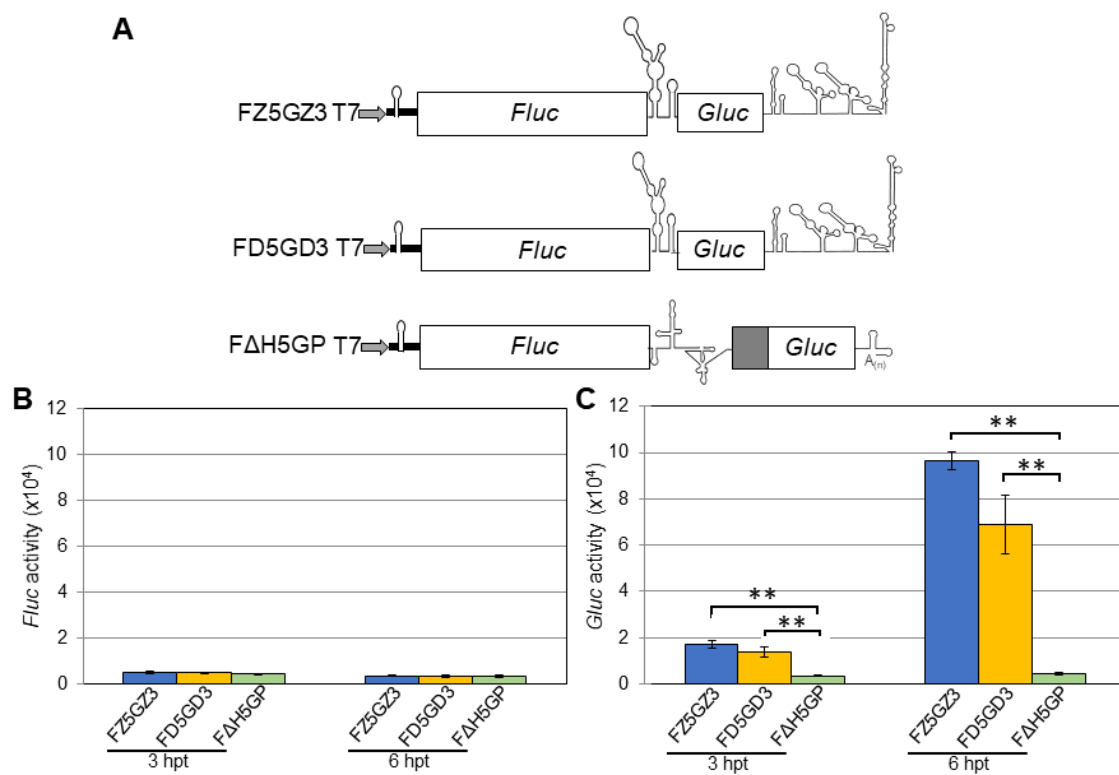 A
FZ5GZ3 T7
Fluc
Gluc
FD5GD3 T7
Fluc
Gluc
FΔH5GP T7
Fluc
Gluc
A(n)
B
Fluc activity (x10⁴)
12
10
8
6
4
2
0
FZ5GZ3
FD5GD3
FΔH5GP
FZ5GZ3
FD5GD3
FΔH5GP
3 hpt
6 hpt
C
Gluc activity (x10⁴)
12
10
8
6
4
2
0
**
**
**
**
FZ5GZ3
FD5GD3
FΔH5GP
FZ5GZ3
FD5GD3
FΔH5GP
3 hpt
6 hpt